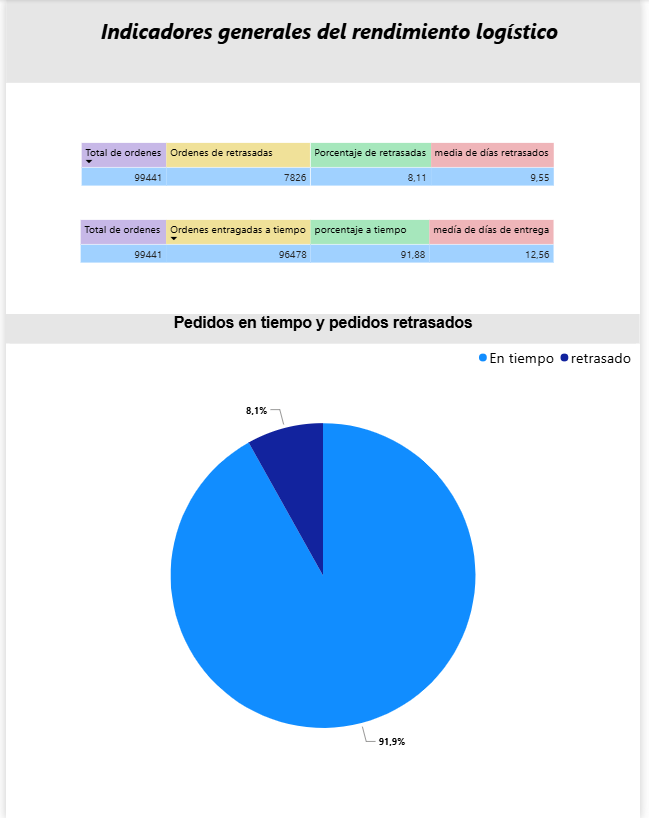 Indicadores generales del rendimiento logístico
Total de ordenes Ordenes de retrasadas Porcentaje de retrasadas media de días retrasados
99441 7826 8,11 9,55
Total de ordenes Ordenes entragadas a tiempo porcentaje a tiempo medía de días de entrega
99441 96478 91,88 12,56
Pedidos en tiempo y pedidos retrasados
En tiempo retrasado
8,1%
91,9%